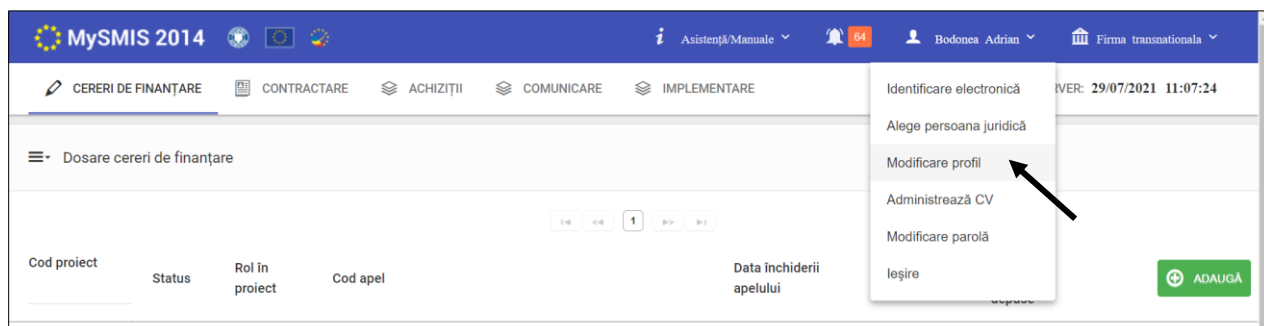 MySMIS 2014
i Asistență/Manuale
64
Bodonea Adrian
Firma transnationala
CERERI DE FINANȚARE
CONTRACTARE
ACHIZIȚII
COMUNICARE
IMPLEMENTARE
VER: 29/07/2021 11:07:24
Identificare electronică
Alege persoana juridică
Modificare profil
Administrează CV
Modificare parolă
Ieșire
Dosare cereri de finanțare
1
Cod proiect
Status
Rol în
proiect
Cod apel
Data închiderii
apelului
depuse
ADAUGĂ